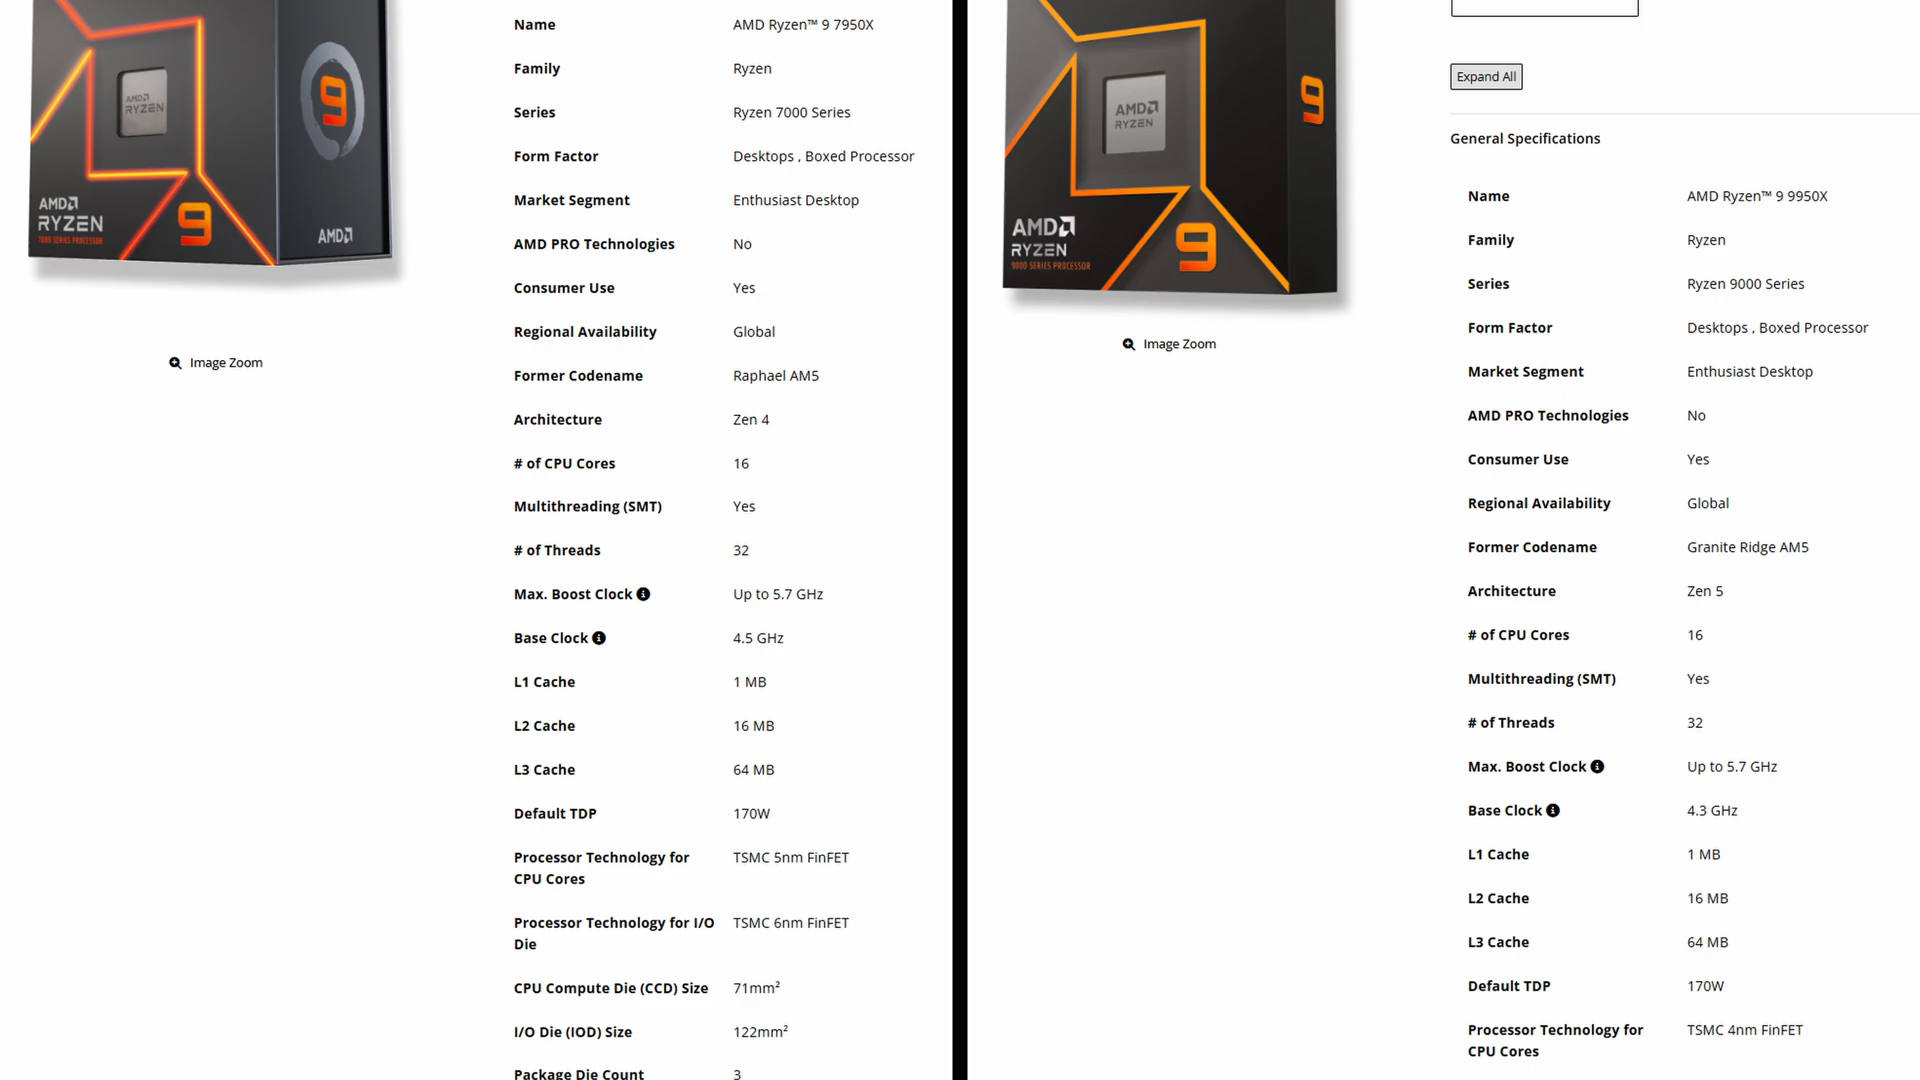 AMD
RYZEN
9
AMD
RYZEN
7000 SERIES PROCESSOR
9
AMD
Image Zoom
Name AMD Ryzen™ 9 7950X
Family Ryzen
Series Ryzen 7000 Series
Form Factor Desktops , Boxed Processor
Market Segment Enthusiast Desktop
AMD PRO Technologies No
Consumer Use Yes
Regional Availability Global
Former Codename Raphael AM5
Architecture Zen 4
# of CPU Cores 16
Multithreading (SMT) Yes
# of Threads 32
Max. Boost Clock Up to 5.7 GHz
Base Clock 4.5 GHz
L1 Cache 1 MB
L2 Cache 16 MB
L3 Cache 64 MB
Default TDP 170W
Processor Technology for TSMC 5nm FinFET
CPU Cores
Processor Technology for I/O TSMC 6nm FinFET
Die
CPU Compute Die (CCD) Size 71mm²
I/O Die (IOD) Size 122mm²
Package Die Count 3
AMD
RYZEN
9
AMD
RYZEN
9000 SERIES PROCESSOR
9
Image Zoom
Expand All
General Specifications
Name AMD Ryzen™ 9 9950X
Family Ryzen
Series Ryzen 9000 Series
Form Factor Desktops , Boxed Processor
Market Segment Enthusiast Desktop
AMD PRO Technologies No
Consumer Use Yes
Regional Availability Global
Former Codename Granite Ridge AM5
Architecture Zen 5
# of CPU Cores 16
Multithreading (SMT) Yes
# of Threads 32
Max. Boost Clock Up to 5.7 GHz
Base Clock 4.3 GHz
L1 Cache 1 MB
L2 Cache 16 MB
L3 Cache 64 MB
Default TDP 170W
Processor Technology for TSMC 4nm FinFET
CPU Cores